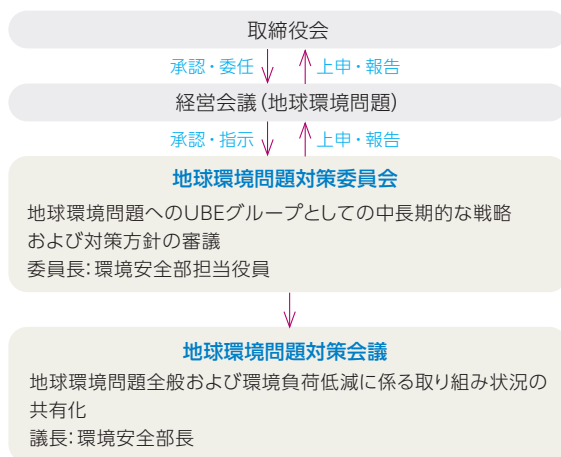 取締役会
承認・委任 上申・報告
経営会議(地球環境問題)
承認・指示 上申・報告
地球環境問題対策委員会
地球環境問題へのUBEグループとしての中長期的な戦略
および対策方針の審議
委員長:環境安全部担当役員
地球環境問題対策会議
地球環境問題全般および環境負荷低減に係る取り組み状況の
共有化
議長:環境安全部長